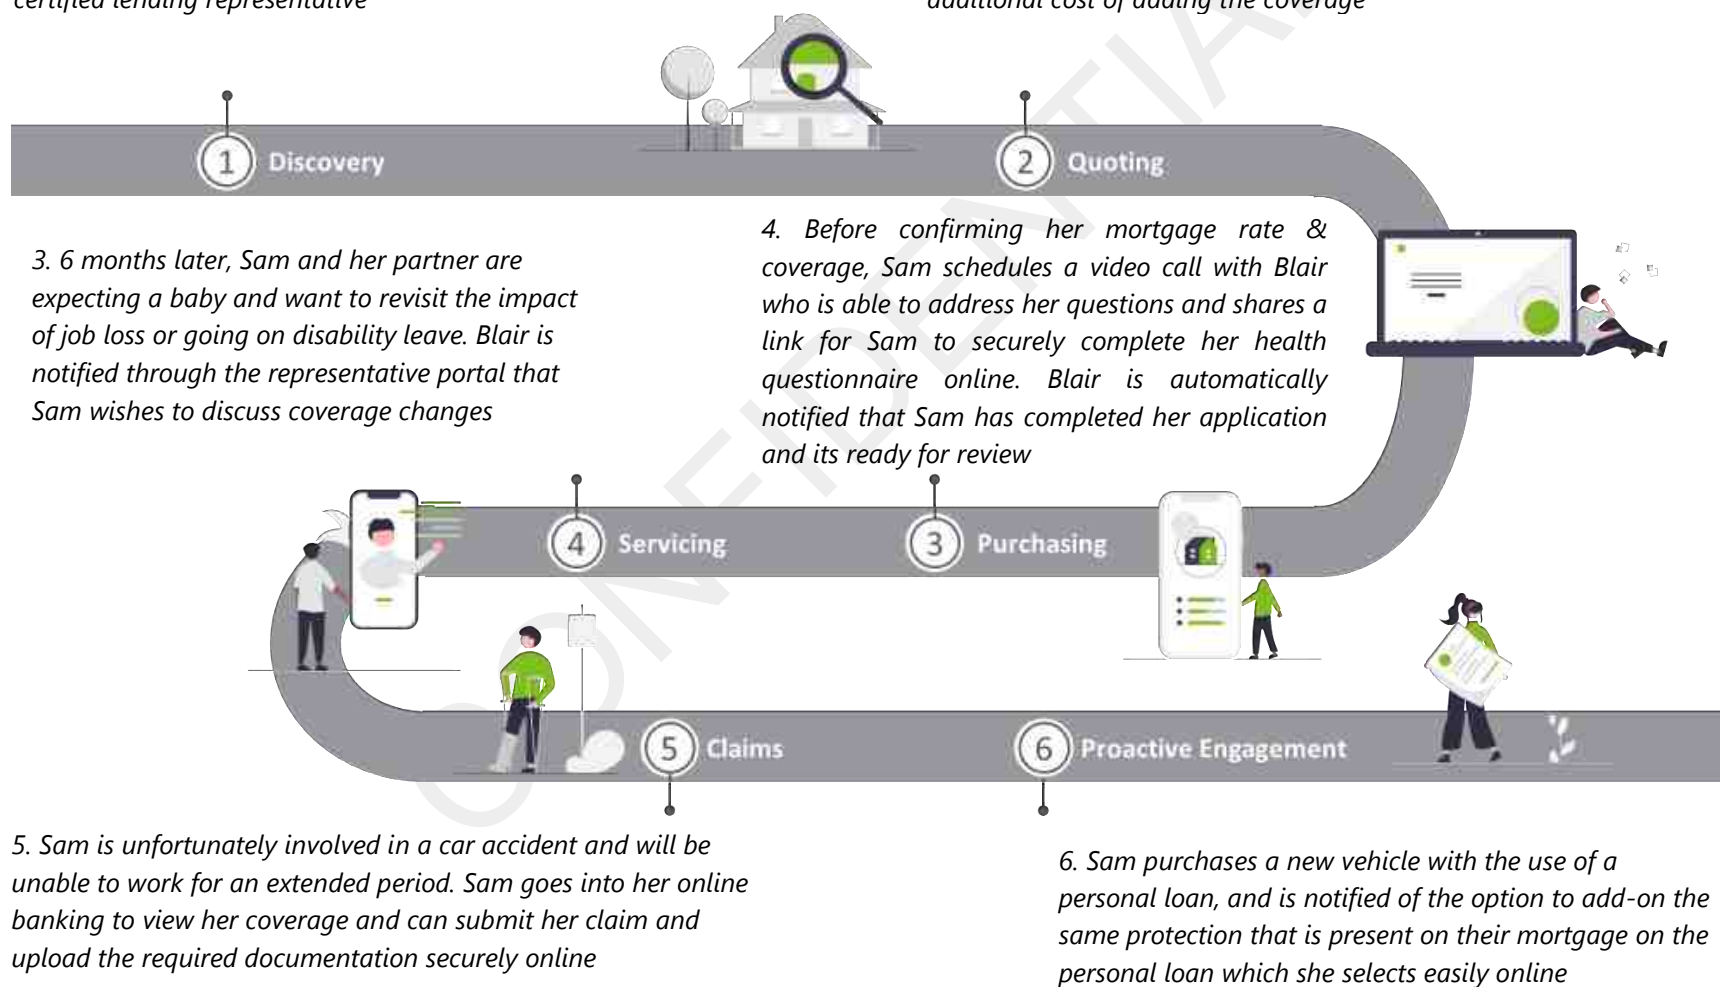 certified lending representative
additional cost of adding the coverage
1 Discovery
2 Quoting
3. 6 months later, Sam and her partner are
expecting a baby and want to revisit the impact
of job loss or going on disability leave. Blair is
notified through the representative portal that
Sam wishes to discuss coverage changes
4. Before confirming her mortgage rate &
coverage, Sam schedules a video call with Blair
who is able to address her questions and shares a
link for Sam to securely complete her health
questionnaire online. Blair is automatically
notified that Sam has completed her application
and its ready for review
4 Servicing
3 Purchasing
5 Claims
6 Proactive Engagement
5. Sam is unfortunately involved in a car accident and will be
unable to work for an extended period. Sam goes into her online
banking to view her coverage and can submit her claim and
upload the required documentation securely online
6. Sam purchases a new vehicle with the use of a
personal loan, and is notified of the option to add-on the
same protection that is present on their mortgage on the
personal loan which she selects easily online
CONFIDENTIAL